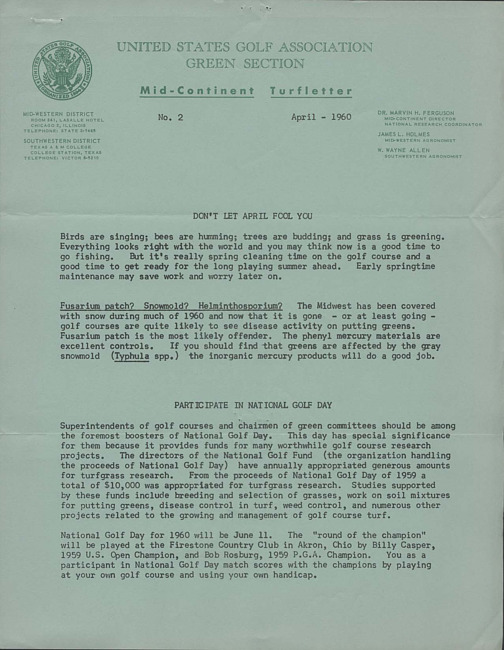 UNITED STATES GOLF ASSOCIATION
GREEN SECTION
Mid-Continent Turfletter
No. 2
April - 1960
MID-WESTERN DISTRICT
ROOM 241, LASALLE HOTEL
CHICAGO 2, ILLINOIS
TELEPHONE: STATE
SOUTHWESTERN DISTRICT
TEXAS A & M COLLEGE
COLLEGE STATION, TEXAS
TELEPHONE: VICTOR
DR. MARVIN H. FERGUSON
MID-CONTINENT DIRECTOR
NATIONAL RESEARCH COORDINATOR
JAMES L. HOLMES
MID-WESTERN AGRONOMIST
WAYNE ALLEN
SOUTHWESTERN AGRONOMIST
DON'T LET APRIL FOOL YOU
Birds are singing; bees are humming; trees are budding; and grass is greening.
Everything looks right with the world and you may think now is a good time to
go fishing. But it's really spring cleaning time on the golf course and a
good time to get ready for the long playing summer ahead. Early springtime
maintenance may save work and worry later on.
Fusarium patch? Snowmold? Helminthosporium? The Midwest has been covered
with snow during much of 1960 and now that it is gone - or at least going -
golf courses are quite likely to see disease activity on putting greens.
Fusarium patch is the most likely offender. The phenyl mercury materials are
excellent controls. If you should find that greens are affected by the gray
snowmold (Typhula spp.) the inorganic mercury products will do a good job.
PARTICIPATE IN NATIONAL GOLF DAY
Superintendents of golf courses and chairmen of green committees should be among
the foremost boosters of National Golf Day. This day has special significance
for them because it provides funds for many worthwhile golf course research
projects. The directors of the National Golf Fund (the organization handling
the proceeds of National Golf Day) have annually appropriated generous amounts
for turfgrass research. From the proceeds of National Golf Day of 1959 a
total of $10,000 was appropriated for turfgrass research. Studies supported
by these funds include breeding and selection of grasses, work on soil mixtures
for putting greens, disease control in turf, weed control, and numerous other
projects related to the growing and management of golf course turf.
National Golf Day for 1960 will be June 11. The "round of the champion"
will be played at the Firestone Country Club in Akron, Ohio by Billy Casper,
1959 U.S. Open Champion, and Bob Rosburg, 1959 P.G.A. Champion. You as a
participant in National Golf Day match scores with the champions by playing
at your own golf course and using your own handicap.